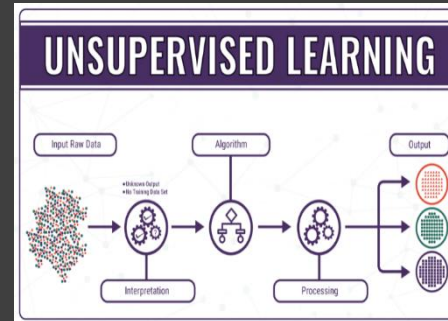 UNSUPERVISED LEARNING
Input Raw Data
Algorithm
Output
•Unknown Output
•No Training Data Set
Interpretation
Processing